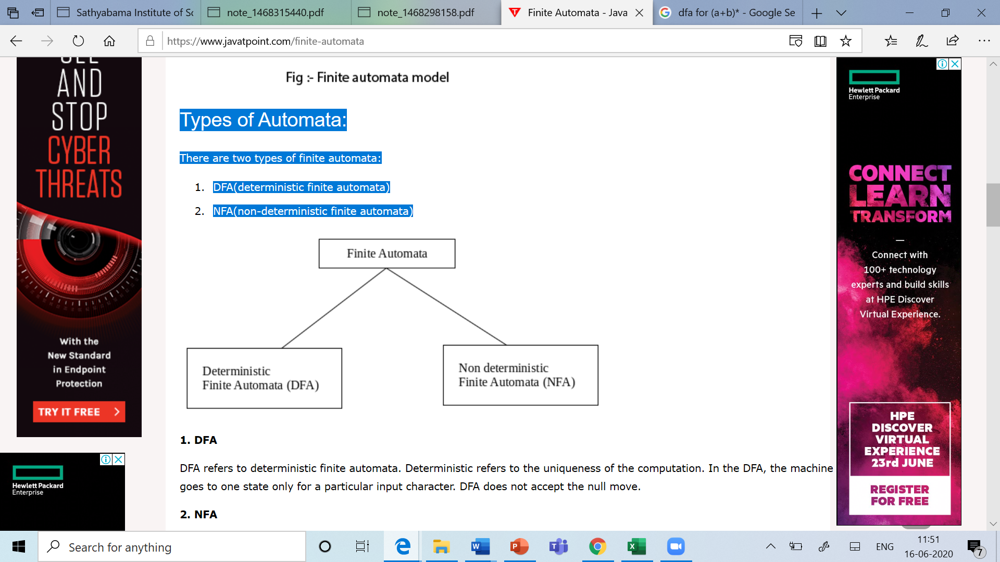 Sathyabama Institute of Sc
note_1468315440.pdf
note_1468298158.pdf
Finite Automata - Java
dfa for (a+b)* - Google Se
https://www.javatpoint.com/finite-automata
AND
STOP
CYBER
THREATS
With the
New Standard
in Endpoint
Protection
TRY IT FREE
Hewlett Packard
Enterprise
Fig :- Finite automata model
Types of Automata:
There are two types of finite automata:
1. DFA(deterministic finite automata)
2. NFA(non-deterministic finite automata)
Finite Automata
Deterministic
Finite Automata (DFA)
Non deterministic
Finite Automata (NFA)
1. DFA
DFA refers to deterministic finite automata. Deterministic refers to the uniqueness of the computation. In the DFA, the machine
goes to one state only for a particular input character. DFA does not accept the null move.
2. NFA
Hewlett Packard
Enterprise
CONNECT
LEARN
TRANSFORM
Connect with
100+ technology
experts and build skills
at HPE Discover
Virtual Experience.
HPE
DISCOVER
VIRTUAL
EXPERIENCE
23rd JUNE
REGISTER
FOR FREE
Search for anything
ENG
11:51
16-06-2020
7